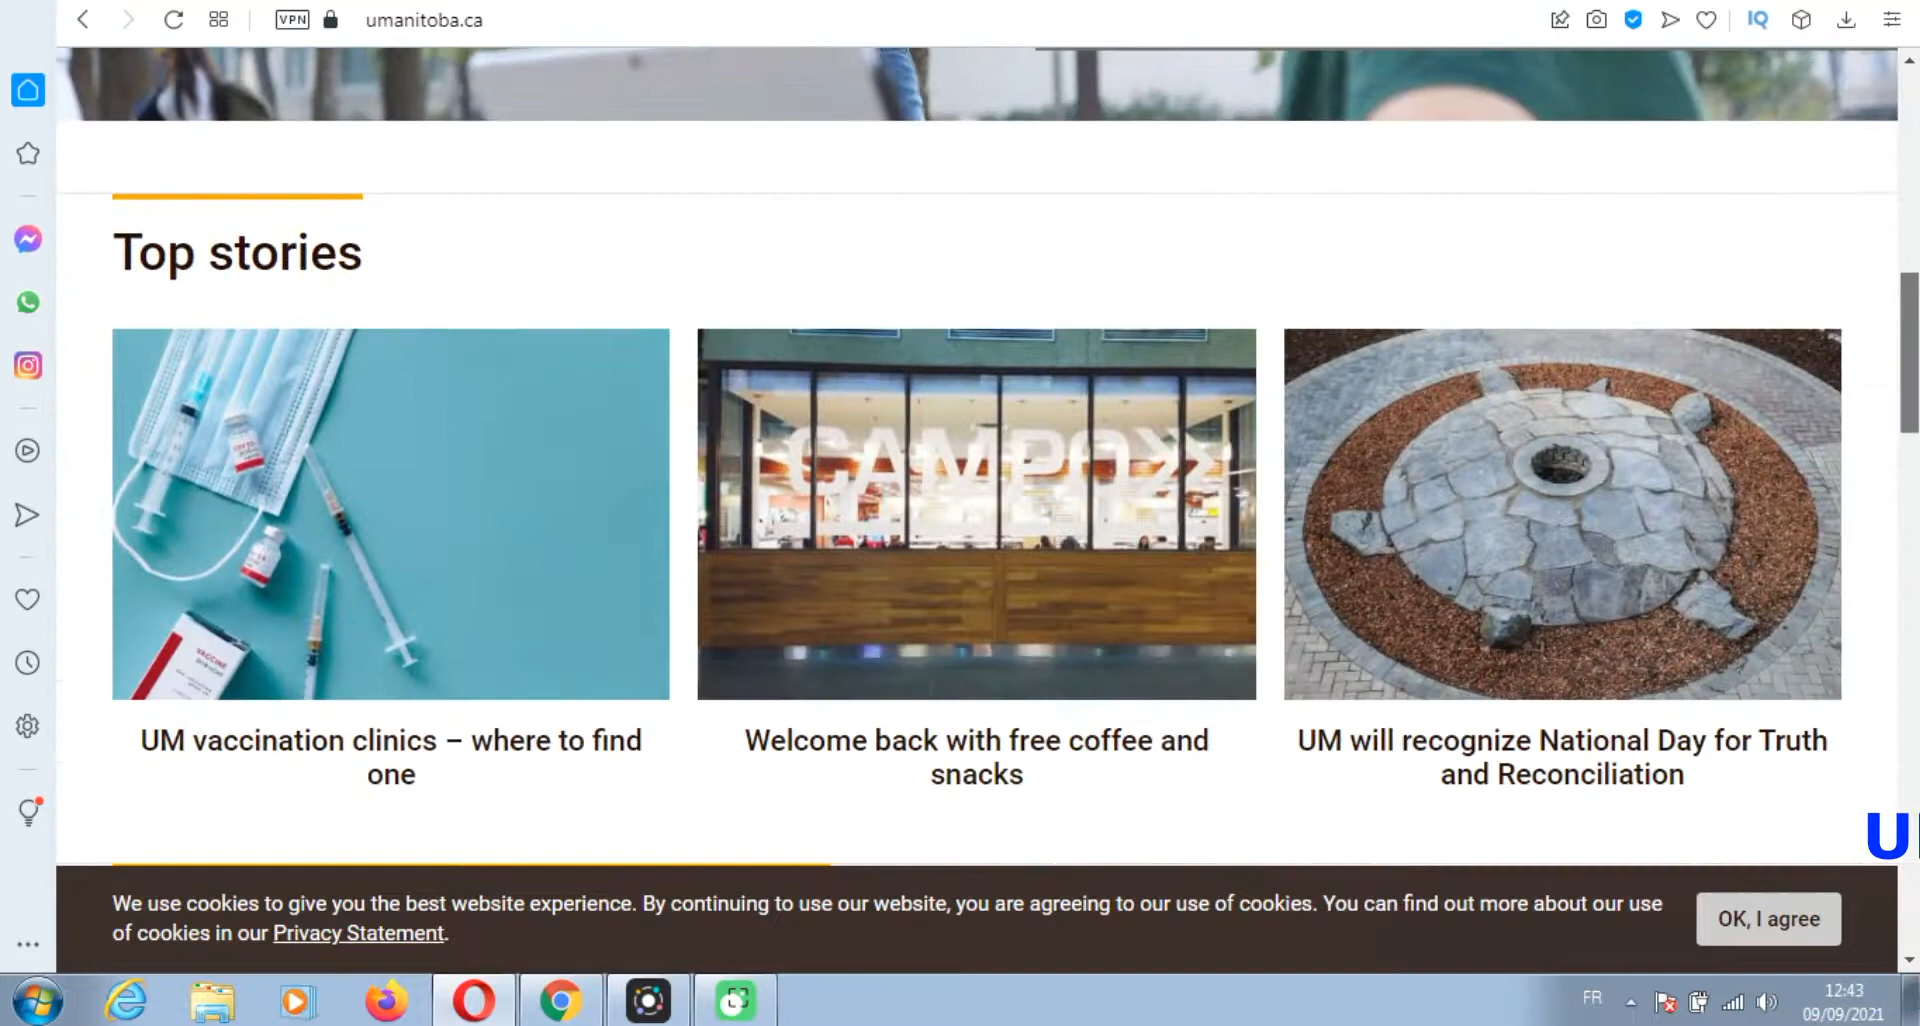 VPN
umanitoba.ca
IQ
Top stories
CAMPO
VACCINE
UM vaccination clinics – where to find
one
Welcome back with free coffee and
snacks
UM will recognize National Day for Truth
and Reconciliation
U
We use cookies to give you the best website experience. By continuing to use our website, you are agreeing to our use of cookies. You can find out more about our use
of cookies in our Privacy Statement.
OK, I agree
FR
12:43
09/09/2021